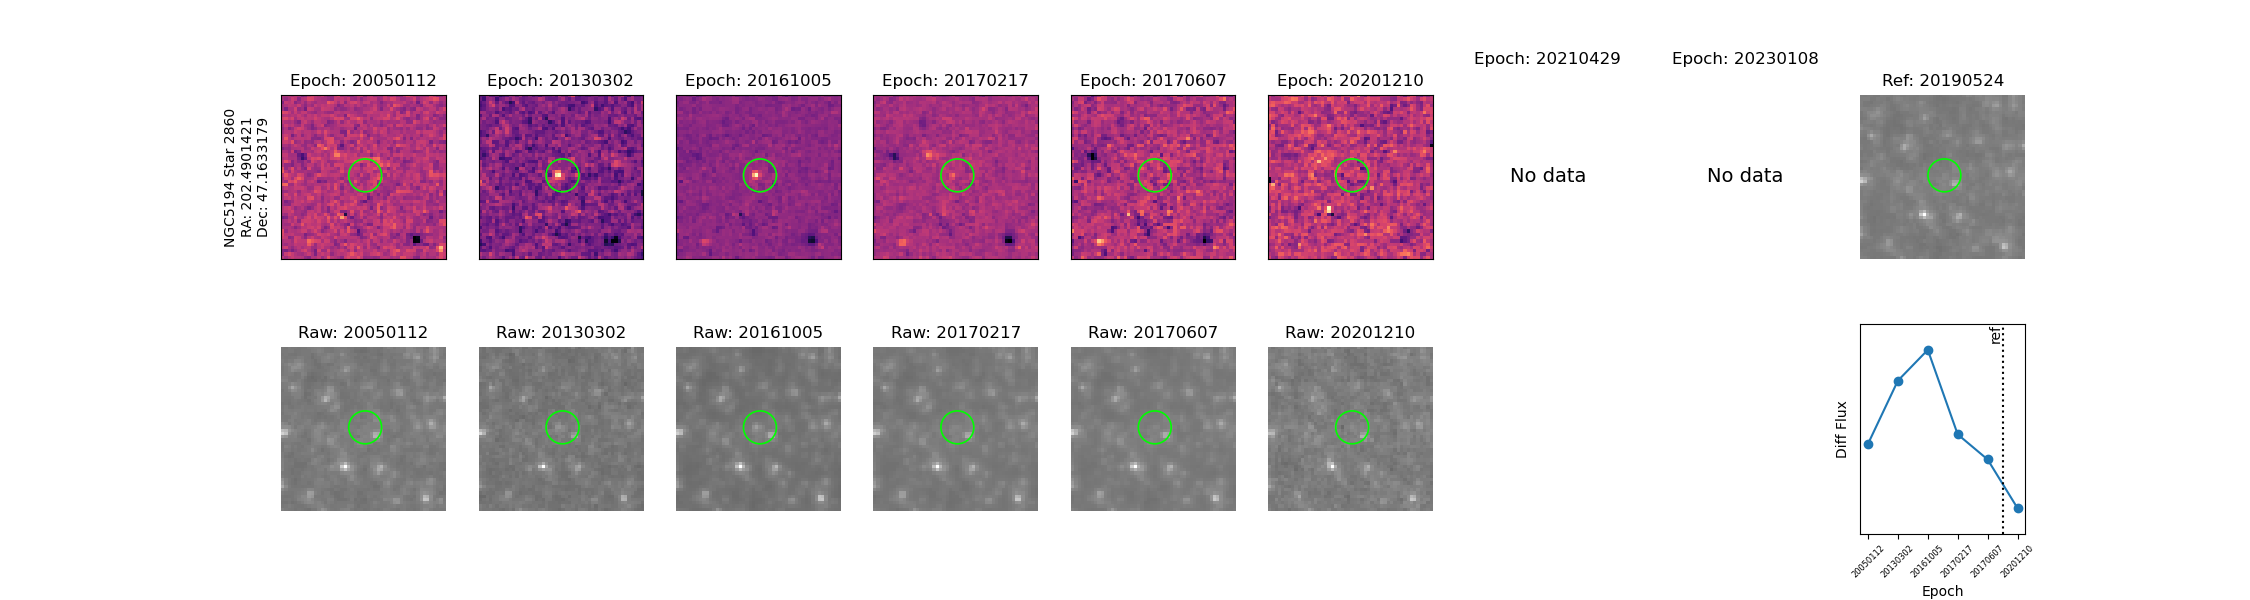 Epoch: 20050112
Epoch: 20130302
Epoch: 20161005
Epoch: 20170217
Epoch: 20170607
Epoch: 20201210
Epoch: 20210429
Epoch: 20230108
Ref: 20190524
NGC5194 Star 2860
RA: 202.4901421
Dec: 47.1633179
No data
No data
Raw: 20050112
Raw: 20130302
Raw: 20161005
Raw: 20170217
Raw: 20170607
Raw: 20201210
ref
Diff Flux
20050112
20130302
20161005
20170217
20170607
20201210
Epoch